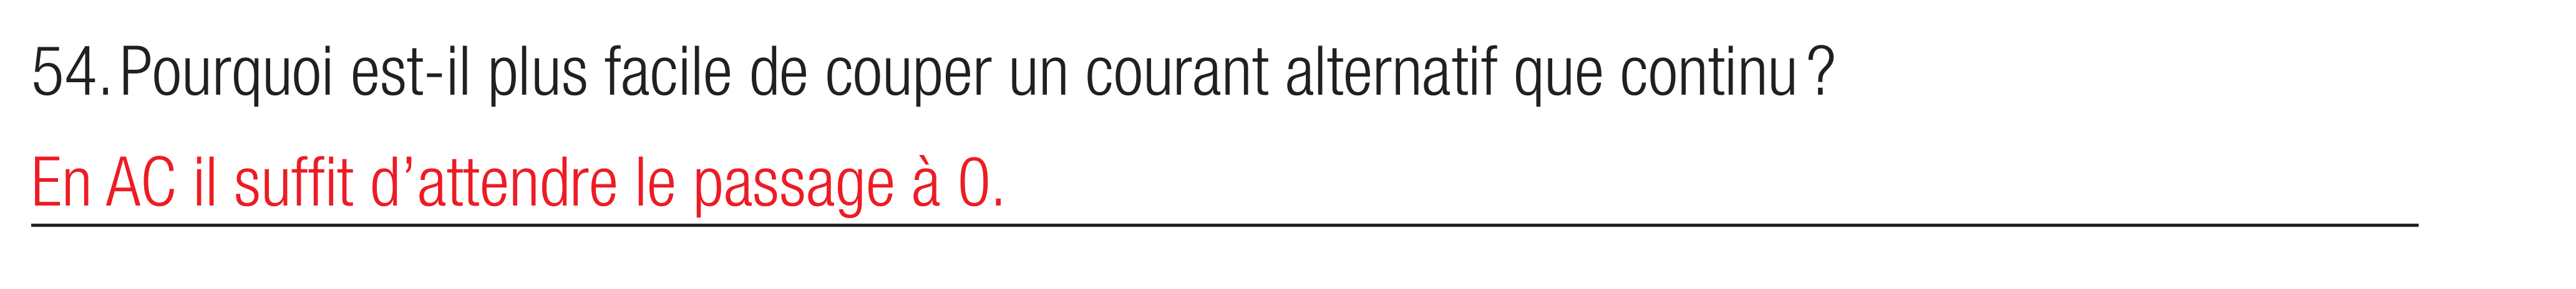 54. Pourquoi est-il plus facile de couper un courant alternatif que continu ?
En AC il suffit d’attendre le passage à 0.